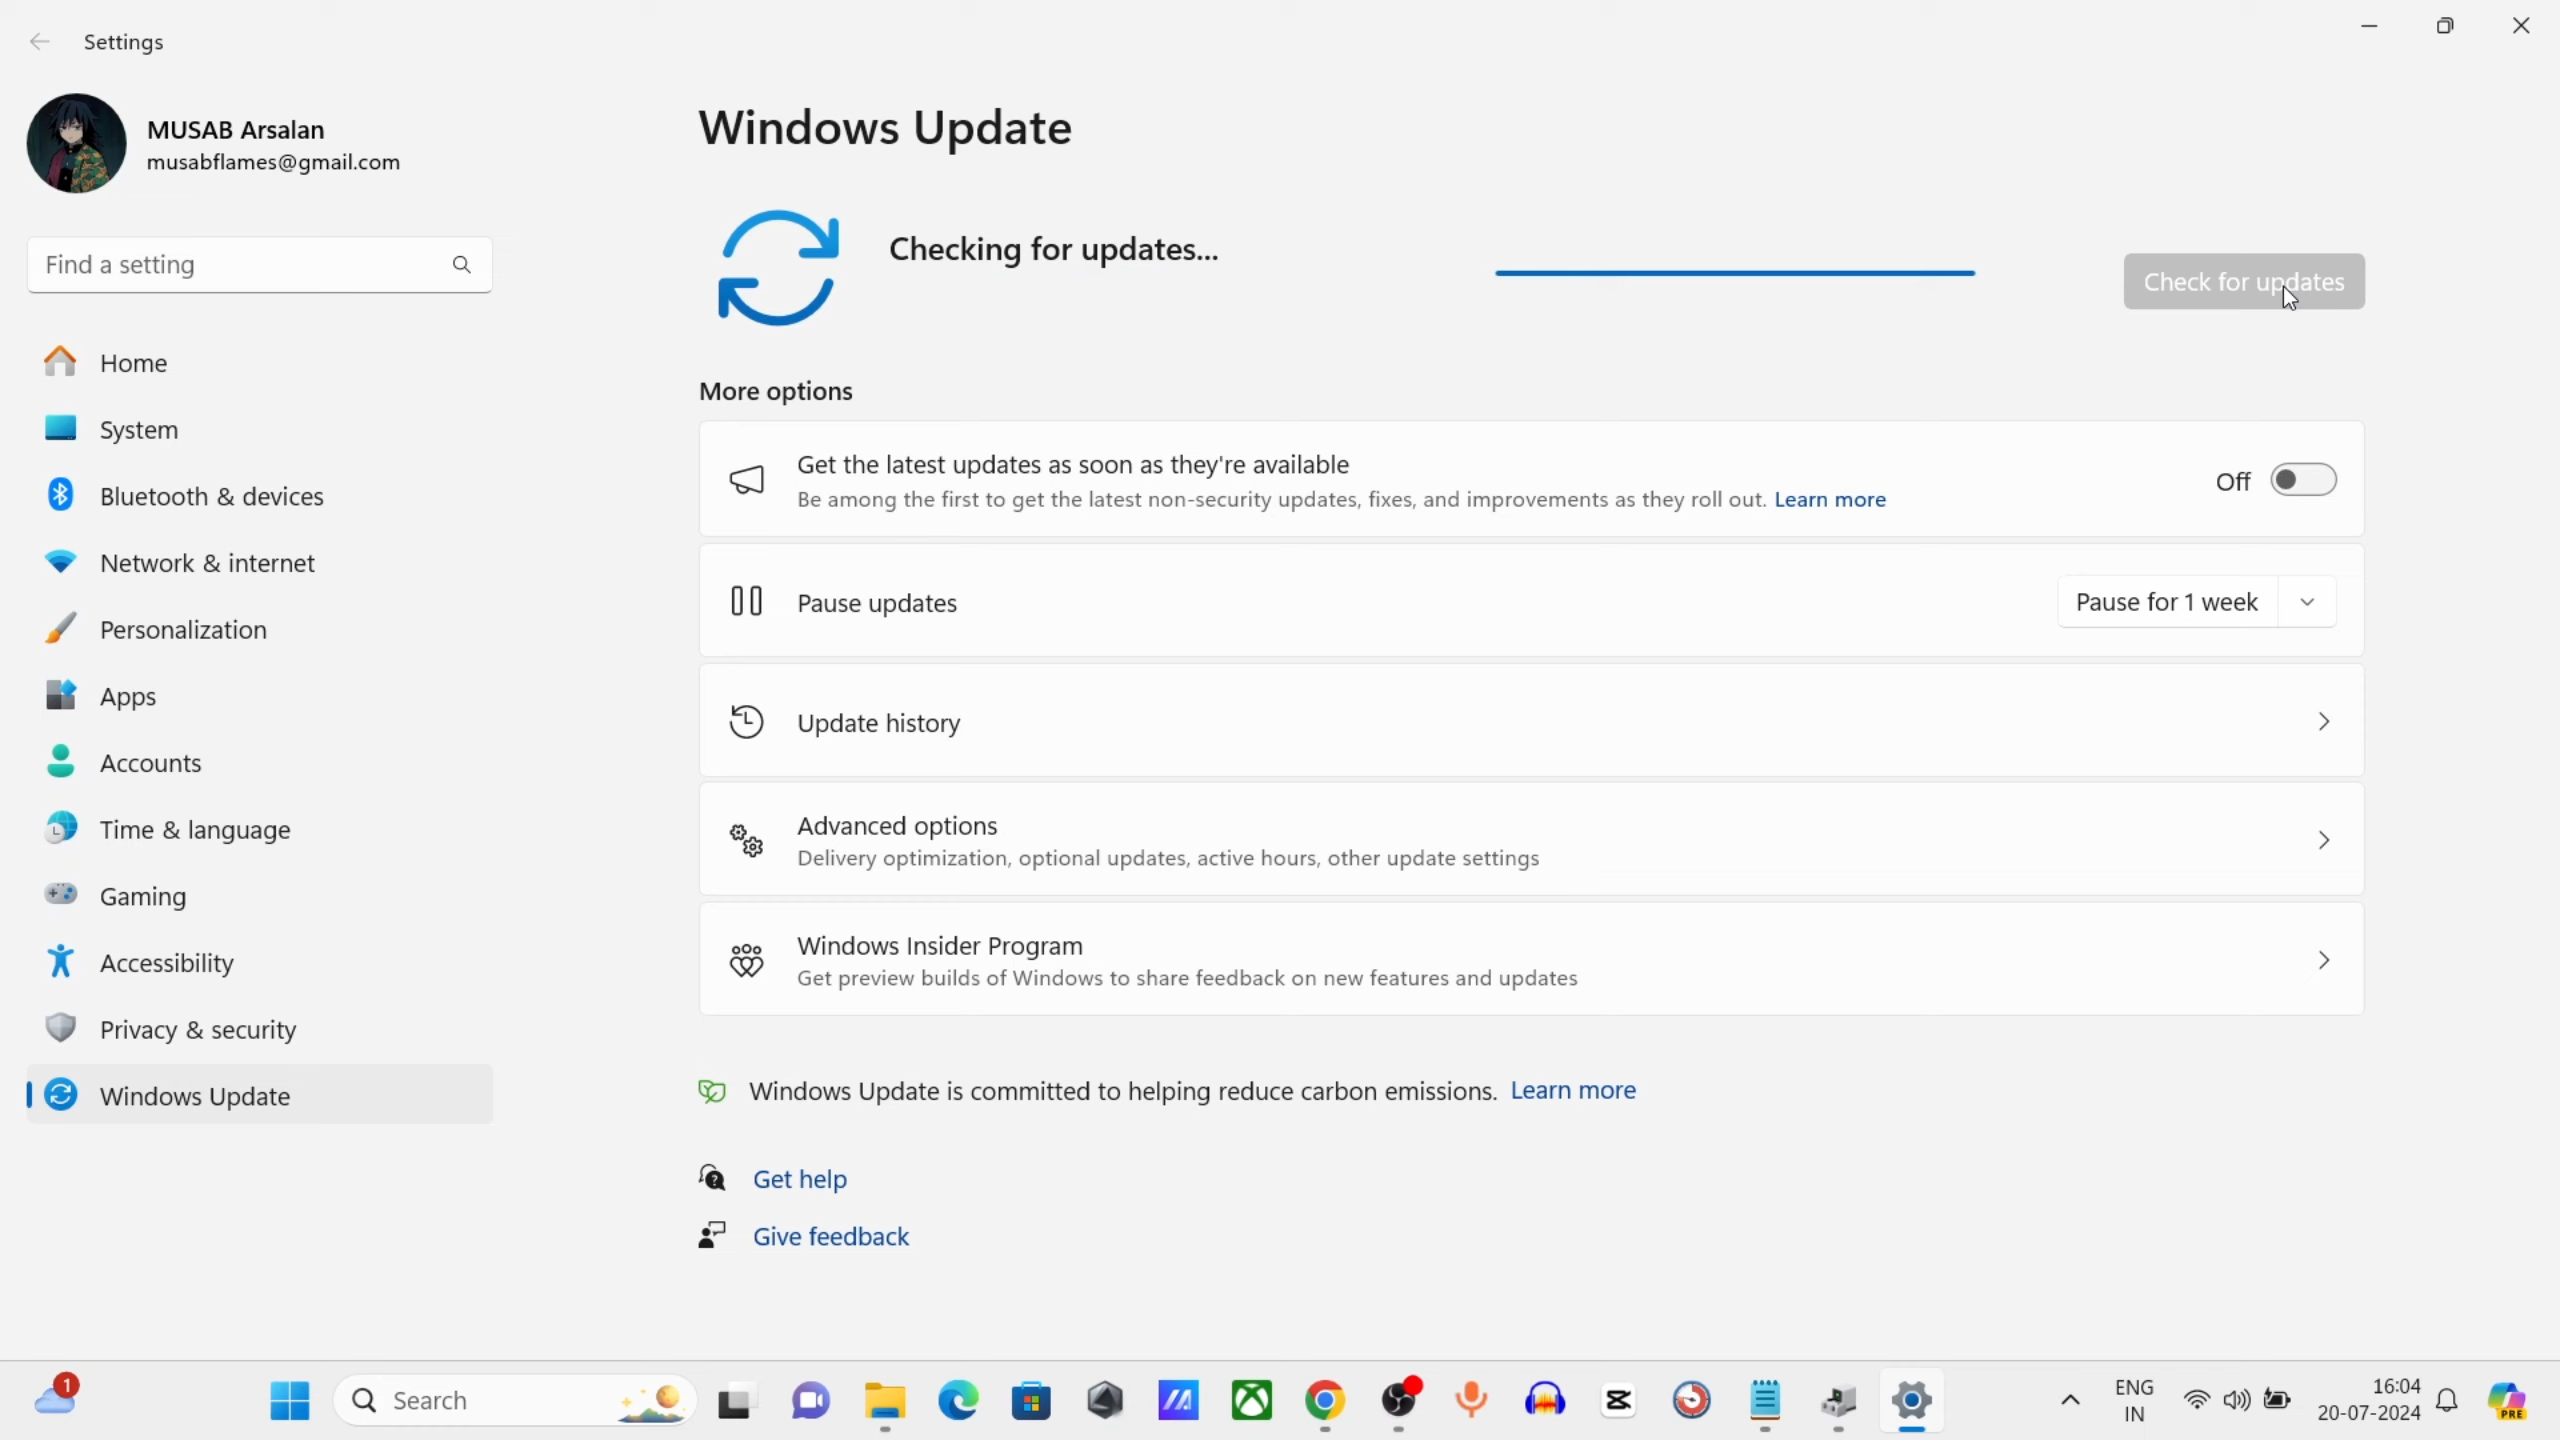 Settings
MUSAB Arsalan
musabflames@gmail.com
Find a setting
Home
System
Bluetooth & devices
Network & internet
Personalization
Apps
Accounts
Time & language
Gaming
Accessibility
Privacy & security
Windows Update
Windows Update
Checking for updates...
Check for updates
More options
Get the latest updates as soon as they're available
Be among the first to get the latest non-security updates, fixes, and improvements as they roll out. Learn more
Off
Pause updates
Pause for 1 week
Update history
Advanced options
Delivery optimization, optional updates, active hours, other update settings
Windows Insider Program
Get preview builds of Windows to share feedback on new features and updates
Windows Update is committed to helping reduce carbon emissions. Learn more
Get help
Give feedback
1
Search
ENG
IN
16:04
20-07-2024
PRE